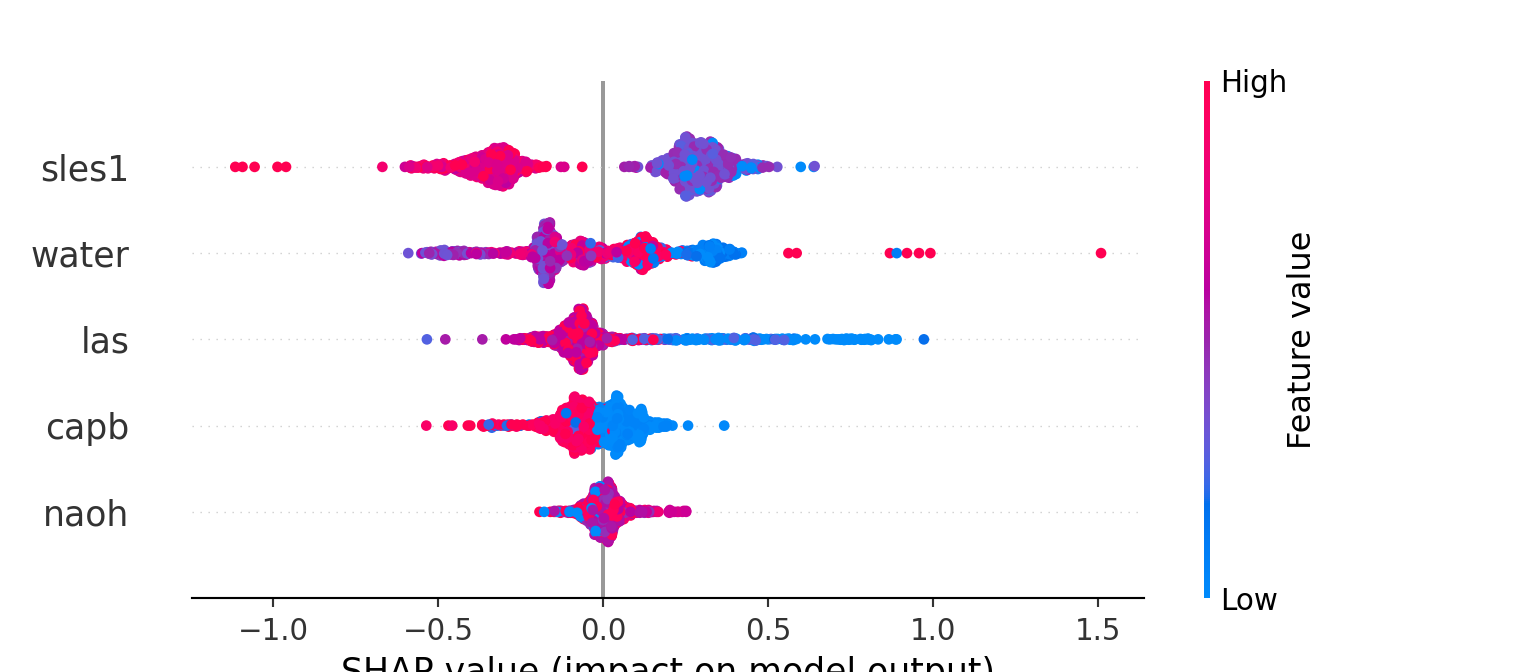 High
sles1
water
las
capb
naoh
Feature value
Low
−1.0 −0.5 0.0 0.5 1.0 1.5
SHAP value (impact on model output)